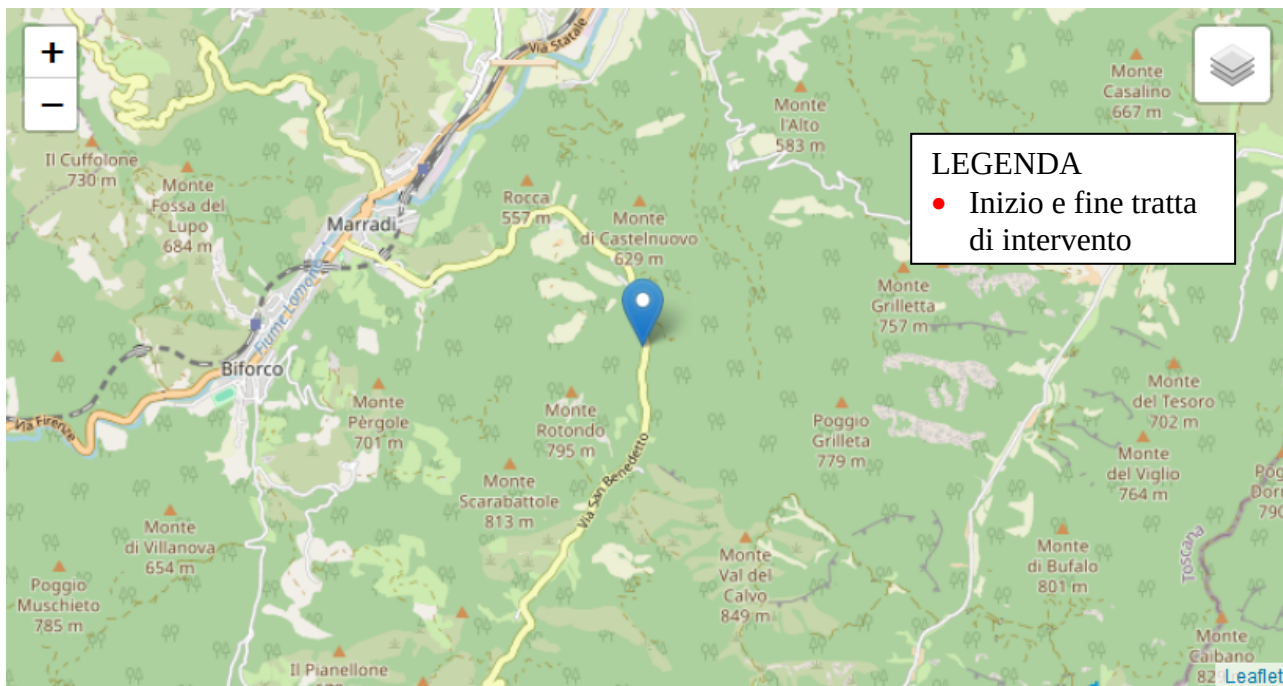 +
−
Via Statale
Monte
Casalino
667 m
Monte
l'Alto
583 m
Il Cuffolone
730 m
Monte
Fossa del
Lupo
684 m
LEGENDA
• Inizio e fine tratta
di intervento
Rocca
557 m
Marradi
Monte
di Castelnuovo
629 m
Monte
Grilletta
757 m
Fiume Lamone
Biforco
Via Firenze
Monte
Pèrgole
701 m
Monte
Rotondo
795 m
Poggio
Grilleta
779 m
Monte
del Tesoro
702 m
Monte
del Viglio
764 m
Monte
Scarabattole
813 m
Via San Benedetto
Monte
di Villanova
654 m
Monte
Val del
Calvo
849 m
Monte
di Bufalo
801 m
Toscana
Poggio
Muschieto
785 m
Il Pianellone
Monte
Caibano
Leaflet